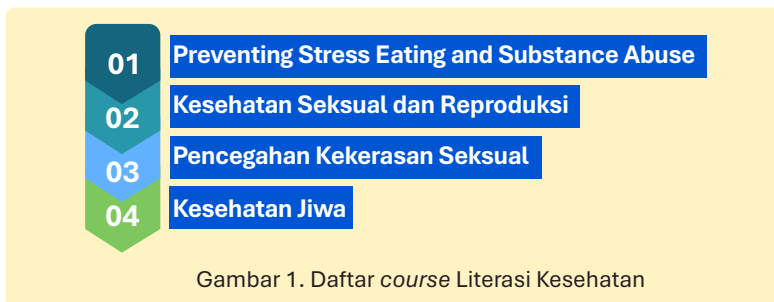 01 Preventing Stress Eating and Substance Abuse
02 Kesehatan Seksual dan Reproduksi
03 Pencegahan Kekerasan Seksual
04 Kesehatan Jiwa
Gambar 1. Daftar course Literasi Kesehatan